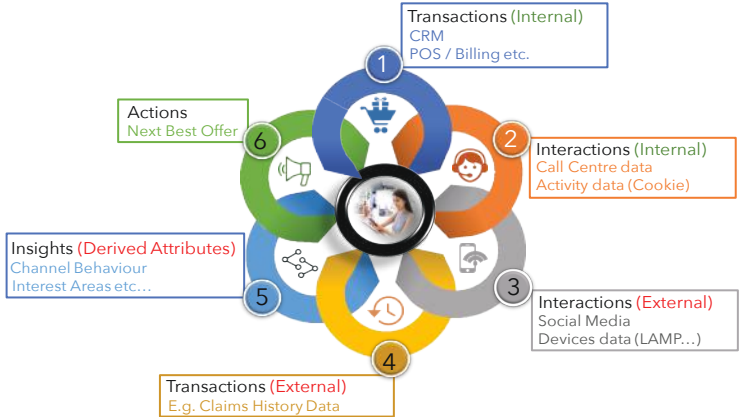 Transactions (Internal)
CRM
POS / Billing etc.
1
Actions
Next Best Offer
6
2
Interactions (Internal)
Call Centre data
Activity data (Cookie)
Insights (Derived Attributes)
Channel Behaviour
Interest Areas etc...
5
3
Interactions (External)
Social Media
Devices data (LAMP...)
4
Transactions (External)
E.g. Claims History Data